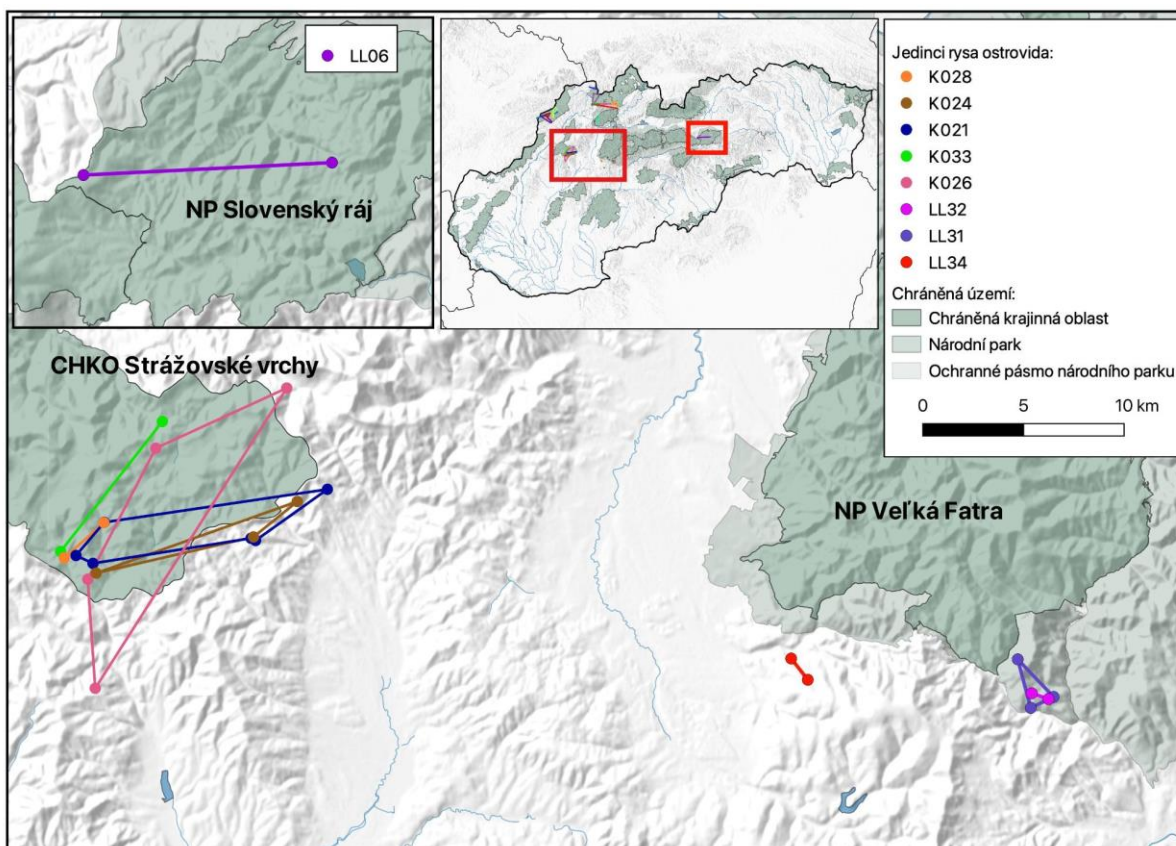 LL06
NP Slovenský ráj
Jedinci rysa ostrovida:
K028
K024
K021
K033
K026
LL32
LL31
LL34
Chráněná území:
Chráněná krajinná oblast
Národní park
Ochranné pásmo národního parku
0 5 10 km
CHKO Strážovské vrchy
NP Veľká Fatra